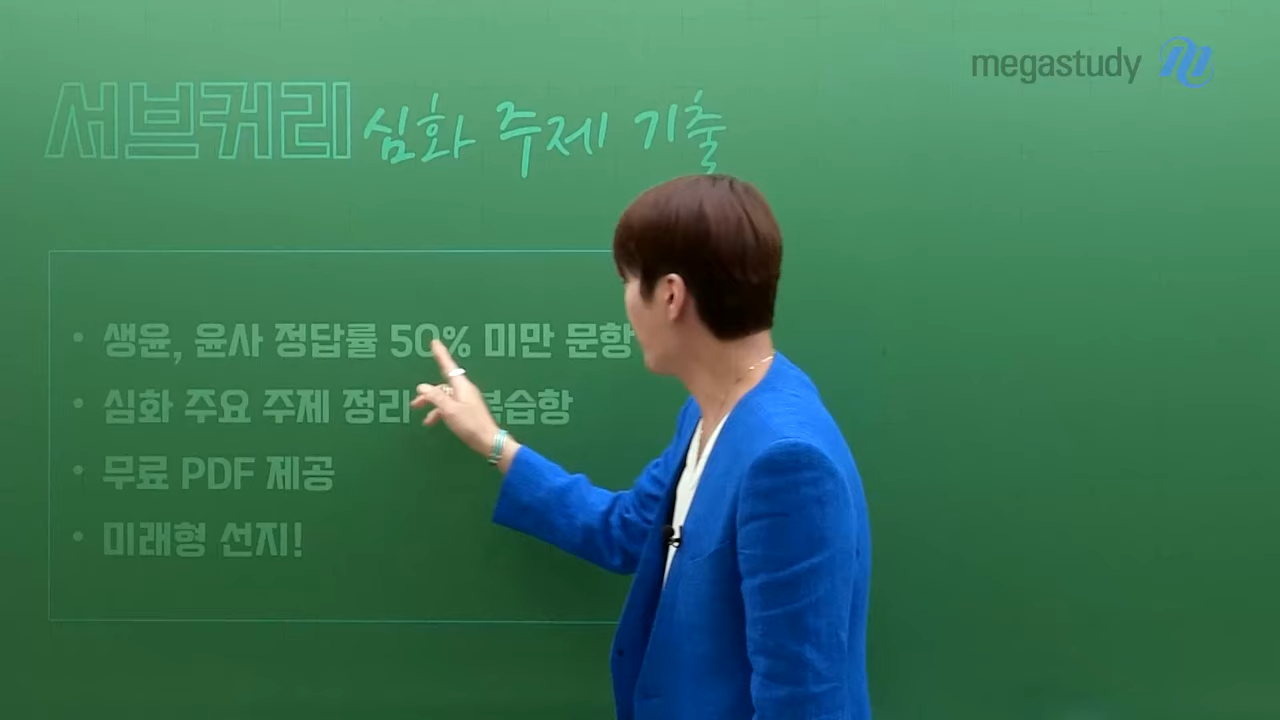 megastudy
서브커리 심화 주제 기출
• 생윤, 윤사 정답률 50% 미만 문항
• 심화 주요 주제 정리
• 무료 PDF 제공
• 미래형 선지!